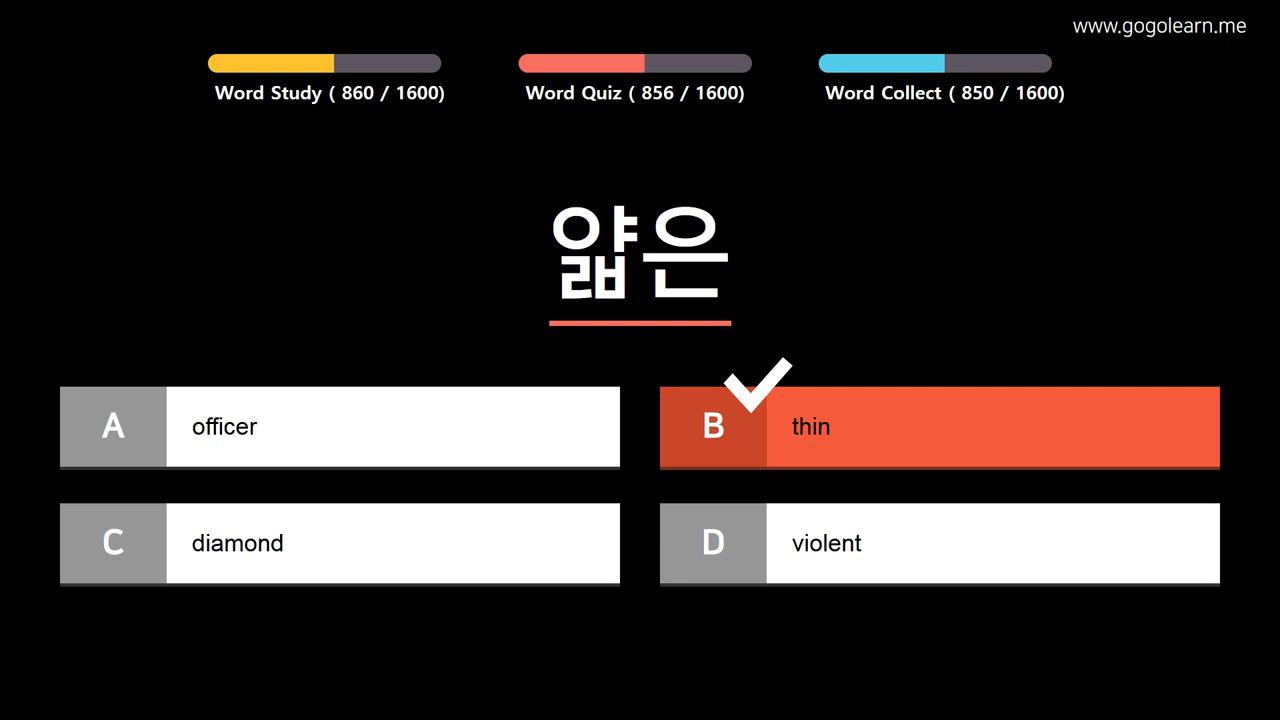 www.gogolearn.me
Word Study ( 860 / 1600)
Word Quiz ( 856 / 1600)
Word Collect ( 850 / 1600)
얇은
A officer
B thin
C diamond
D violent